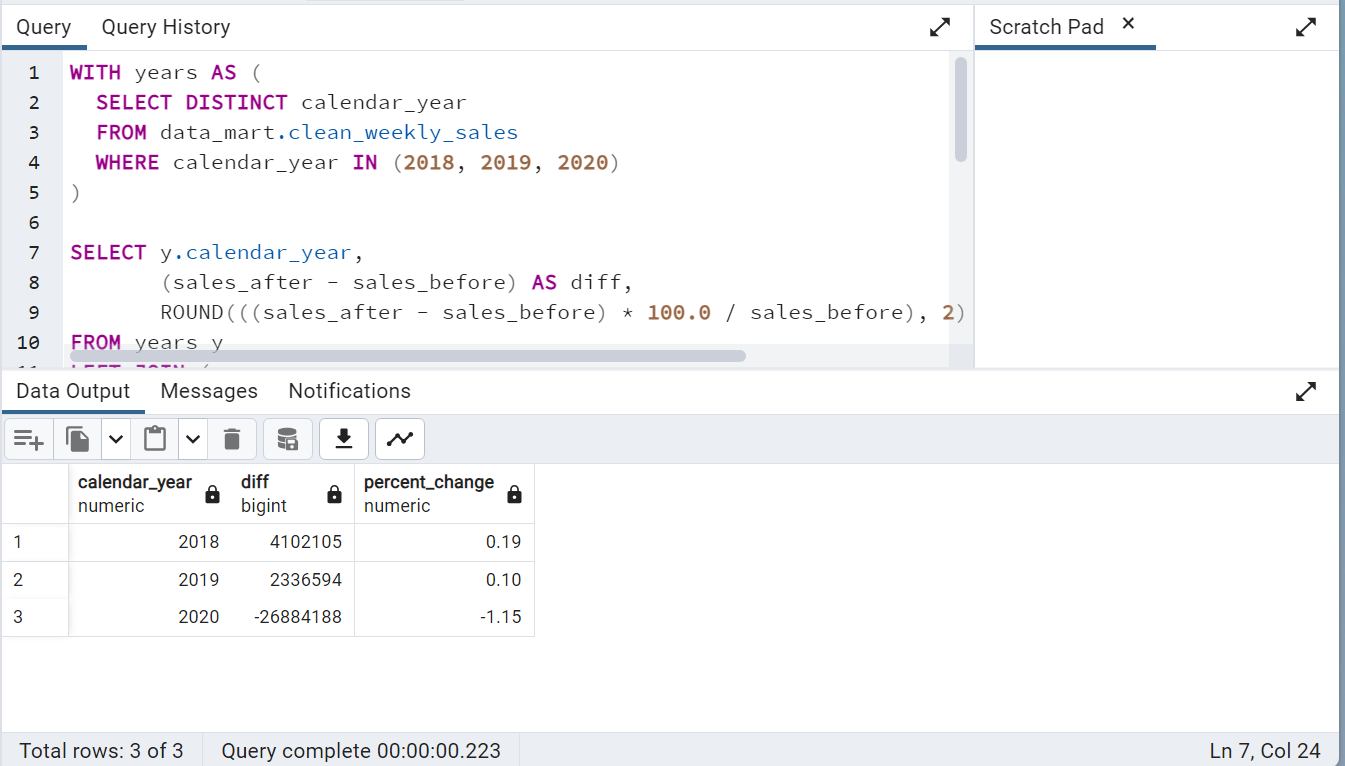 Query Query History Scratch Pad ×
1 WITH years AS (
2 SELECT DISTINCT calendar_year
3 FROM data_mart.clean_weekly_sales
4 WHERE calendar_year IN (2018, 2019, 2020)
5 )
6
7 SELECT y.calendar_year,
8 (sales_after - sales_before) AS diff,
9 ROUND(((sales_after - sales_before) * 100.0 / sales_before), 2)
10 FROM years y
11 LEFT JOIN (
Data Output Messages Notifications
calendar_year diff percent_change
numeric bigint numeric
1 2018 4102105 0.19
2 2019 2336594 0.10
3 2020 -26884188 -1.15
Total rows: 3 of 3 Query complete 00:00:00.223 Ln 7, Col 24